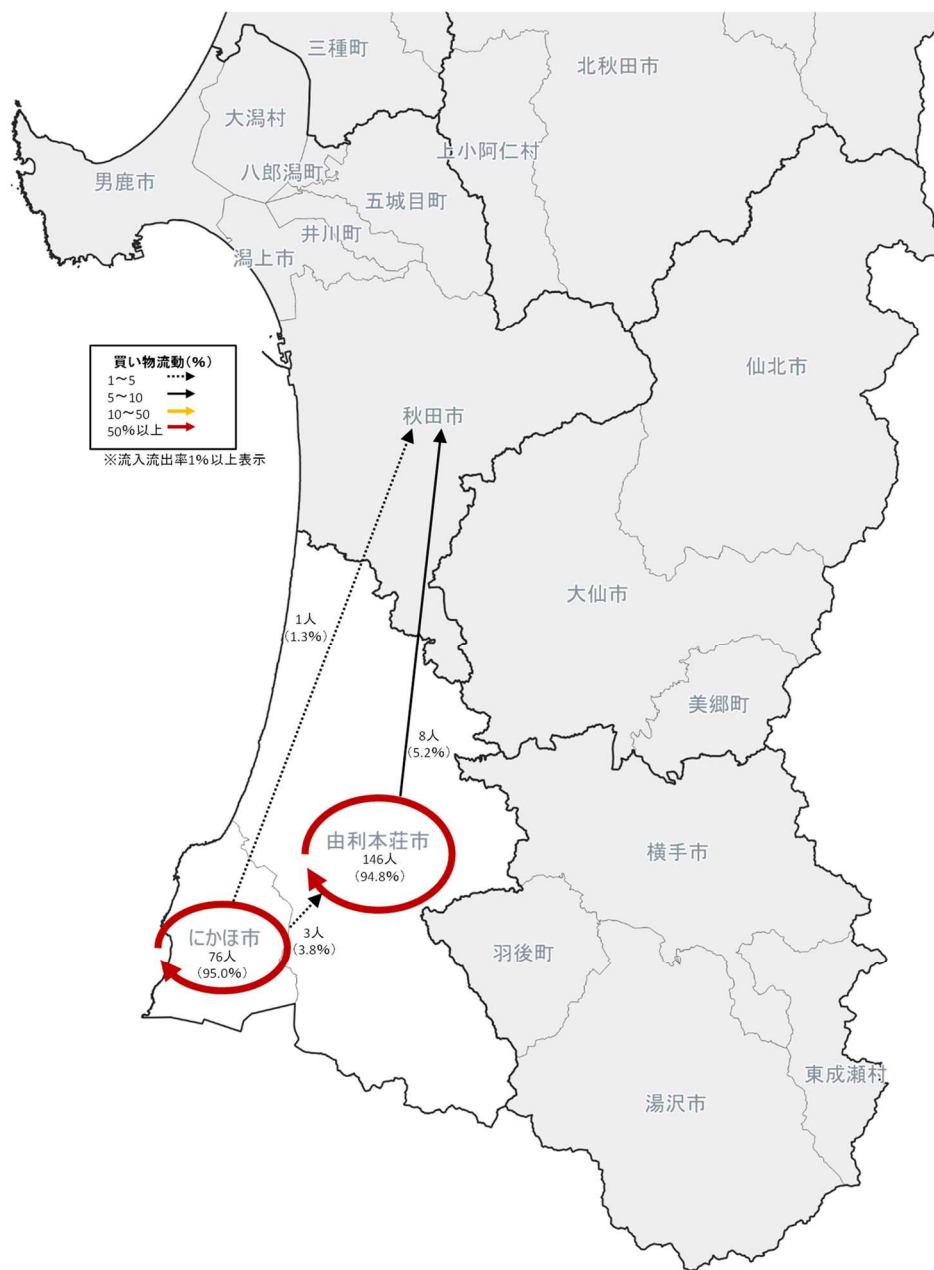 三種町
北秋田市
大潟村
上小阿仁村
八郎潟町
男鹿市
五城目町
井川町
潟上市
買い物流動(%)
1～5
5～10
10～50
50%以上
※流入流出率1%以上表示
仙北市
秋田市
大仙市
1人
(1.3%)
美郷町
8人
(5.2%)
由利本荘市
146人
(94.8%)
横手市
にかほ市
76人
(95.0%)
3人
(3.8%)
羽後町
東成瀬村
湯沢市